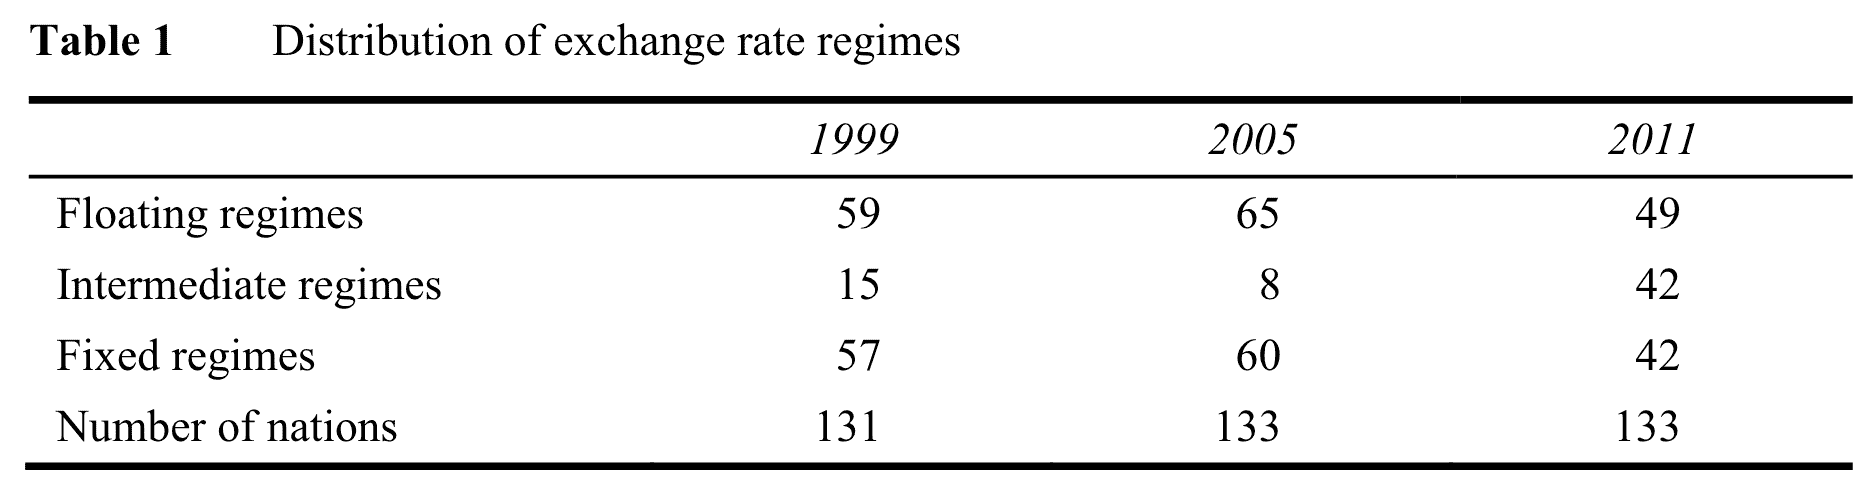 Table 1 Distribution of exchange rate regimes
1999 2005 2011
Floating regimes 59 65 49
Intermediate regimes 15 8 42
Fixed regimes 57 60 42
Number of nations 131 133 133